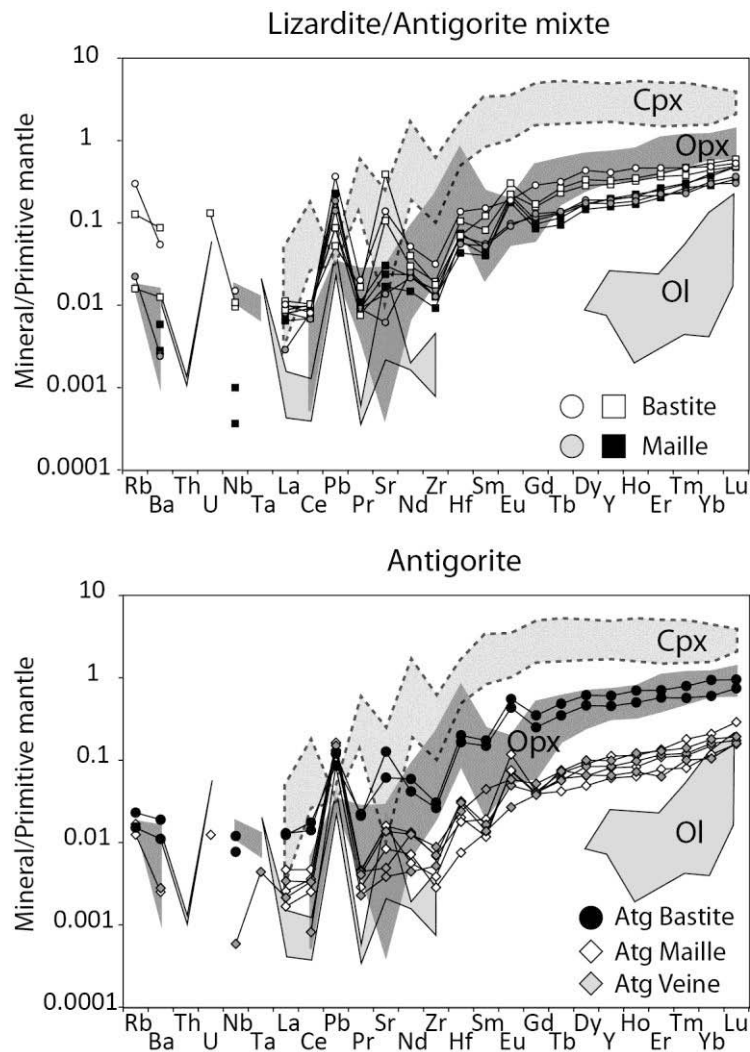 Lizardite/Antigorite mixte
Mineral/Primitive mantle
10
1
0.1
0.01
0.001
0.0001
Cpx
Opx
Ol
Bastite
Maille
Rb Th Nb La Pb Sr Zr Sm Gd Dy Ho Tm Lu
Ba U Ta Ce Pr Nd Hf Eu Tb Y Er Yb
Antigorite
Mineral/Primitive mantle
10
1
0.1
0.01
0.001
0.0001
Cpx
Opx
Ol
Atg Bastite
Atg Maille
Atg Veine
Rb Th Nb La Pb Sr Zr Sm Gd Dy Ho Tm Lu
Ba U Ta Ce Pr Nd Hf Eu Tb Y Er Yb